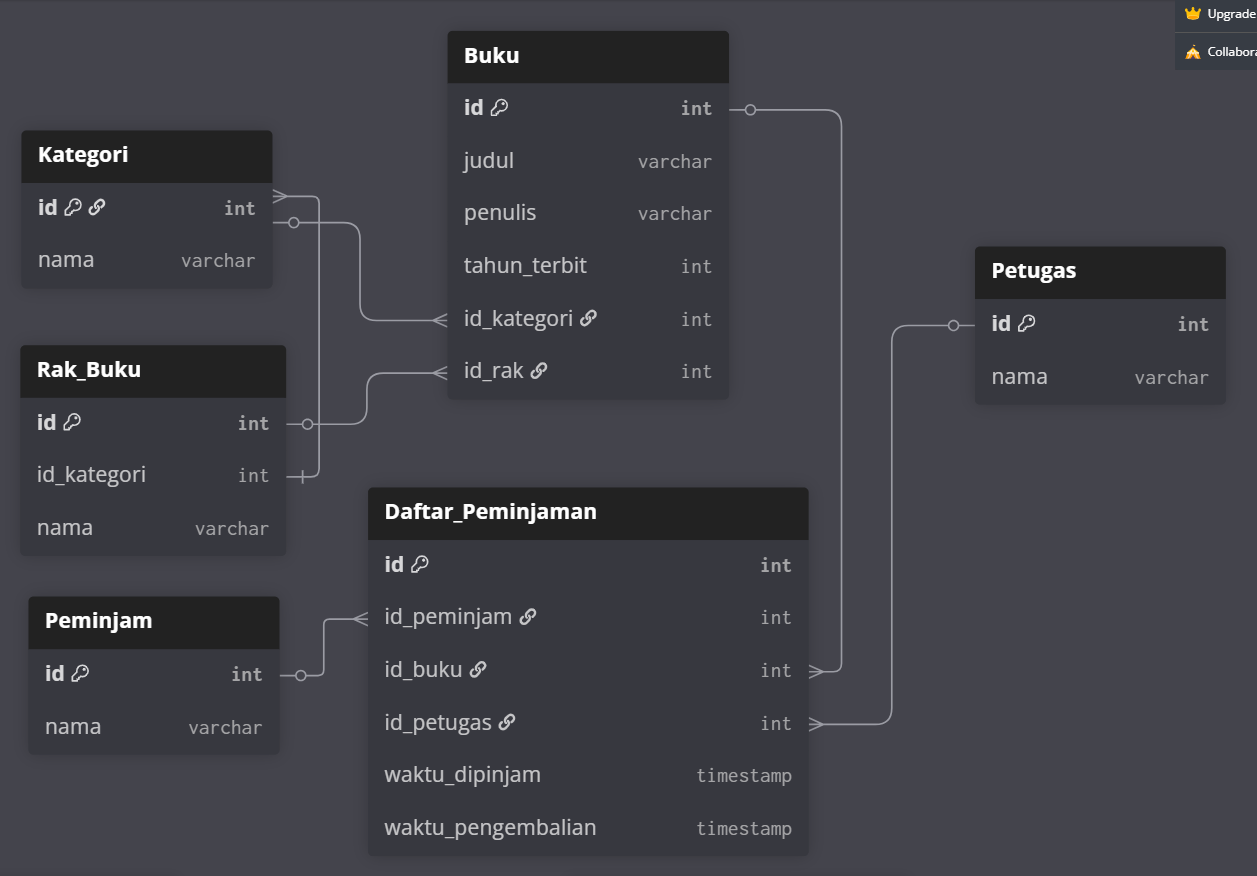 Upgrade
Collabora
Buku
id int
judul varchar
penulis varchar
tahun_terbit int
id_kategori int
id_rak int
Kategori
id int
nama varchar
Rak_Buku
id int
id_kategori int
nama varchar
Petugas
id int
nama varchar
Daftar_Peminjaman
id int
id_peminjam int
id_buku int
id_petugas int
waktu_dipinjam timestamp
waktu_pengembalian timestamp
Peminjam
id int
nama varchar